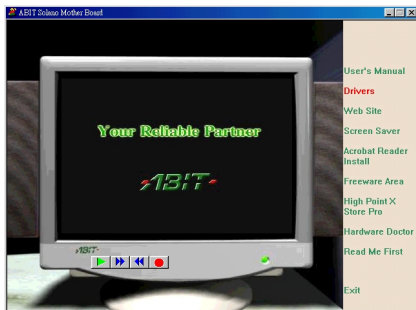 ABIT Solano Mother Board
Your Reliable Partner
ABIT
ABIT
User's Manual
Drivers
Web Site
Screen Saver
Acrobat Reader
Install
Freeware Area
High Point X
Store Pro
Hardware Doctor
Read Me First
Exit